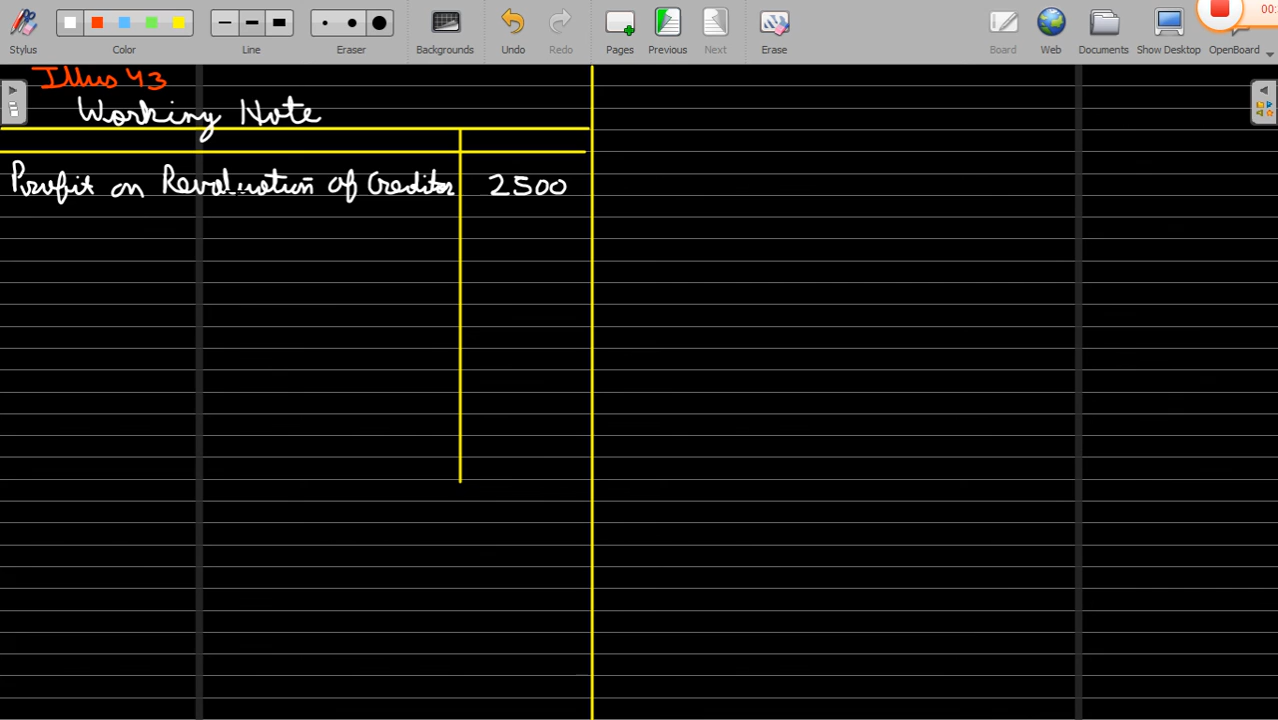 Stylus Color Line Eraser Backgrounds Undo Redo Pages Previous Next Erase Board Web Documents Show Desktop OpenBoard
00:
Illus 43
Working Note
Profit on Revaluation of Creditor 2500